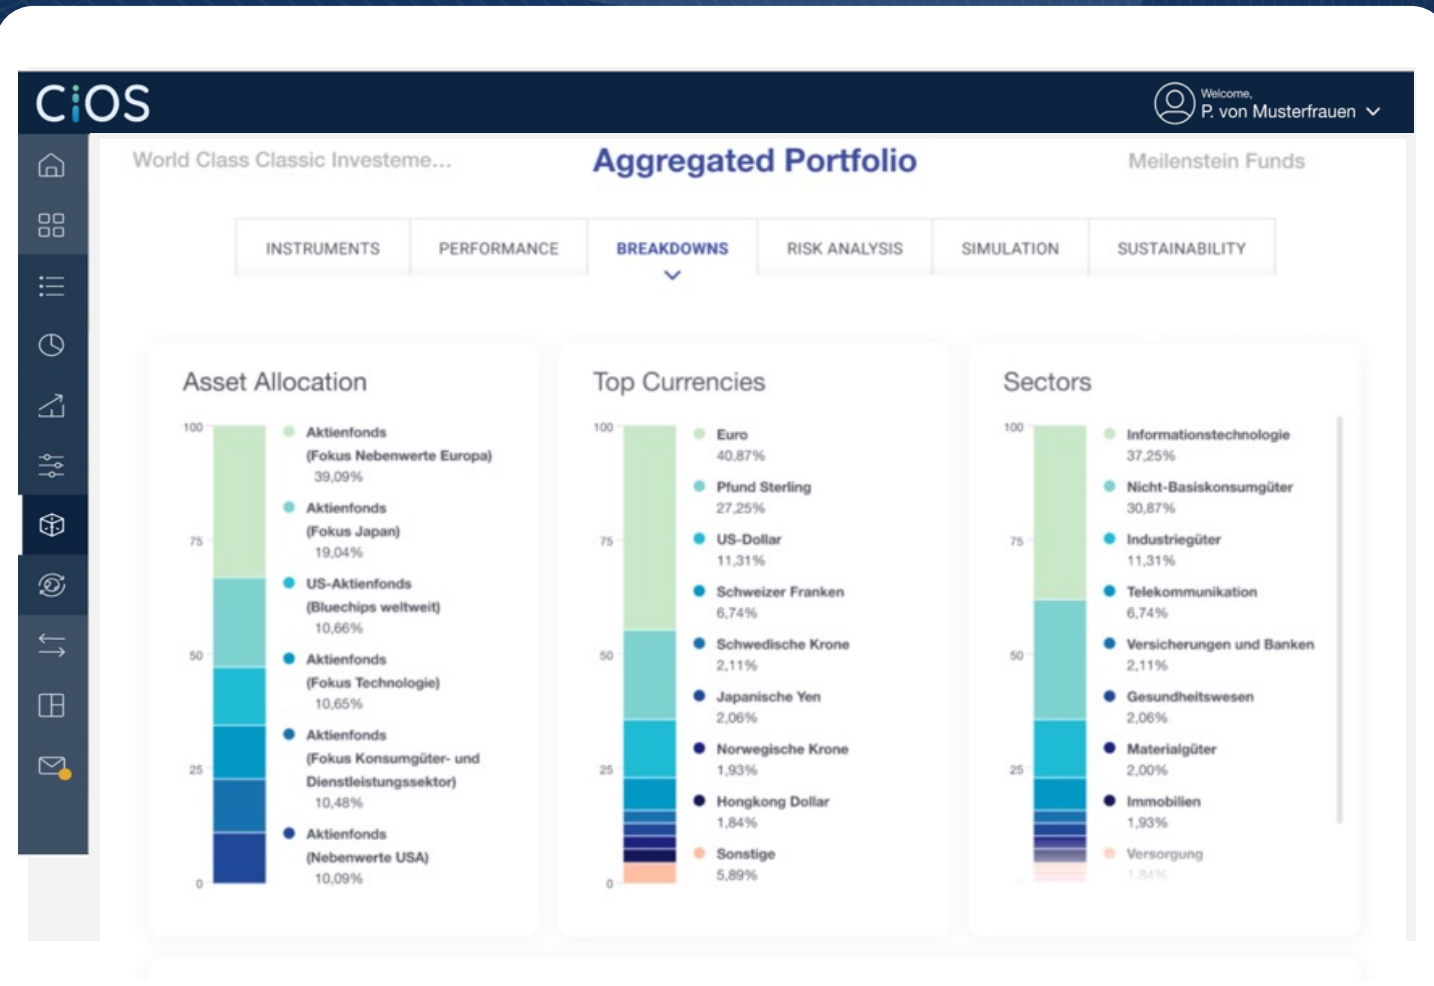 CiOS
Welcome,
P. von Musterfrauen
World Class Classic Investeme...
Aggregated Portfolio
Meilenstein Funds
INSTRUMENTS
PERFORMANCE
BREAKDOWNS
RISK ANALYSIS
SIMULATION
SUSTAINABILITY
Asset Allocation
100
75
50
25
0
Aktienfonds
(Fokus Nebenwerte Europa)
39,09%
Aktienfonds
(Fokus Japan)
19,04%
US-Aktienfonds
(Bluechips weltweit)
10,66%
Aktienfonds
(Fokus Technologie)
10,65%
Aktienfonds
(Fokus Konsumgüter- und
Dienstleistungssektor)
10,48%
Aktienfonds
(Nebenwerte USA)
10,09%
Top Currencies
100
75
50
25
0
Euro
40,87%
Pfund Sterling
27,25%
US-Dollar
11,31%
Schweizer Franken
6,74%
Schwedische Krone
2,11%
Japanische Yen
2,06%
Norwegische Krone
1,93%
Hongkong Dollar
1,84%
Sonstige
5,89%
Sectors
100
75
50
25
Informationstechnologie
37,25%
Nicht-Basiskonsumgüter
30,87%
Industriegüter
11,31%
Telekommunikation
6,74%
Versicherungen und Banken
2,11%
Gesundheitswesen
2,06%
Materialgüter
2,00%
Immobilien
1,93%
Versorgung
1,84%